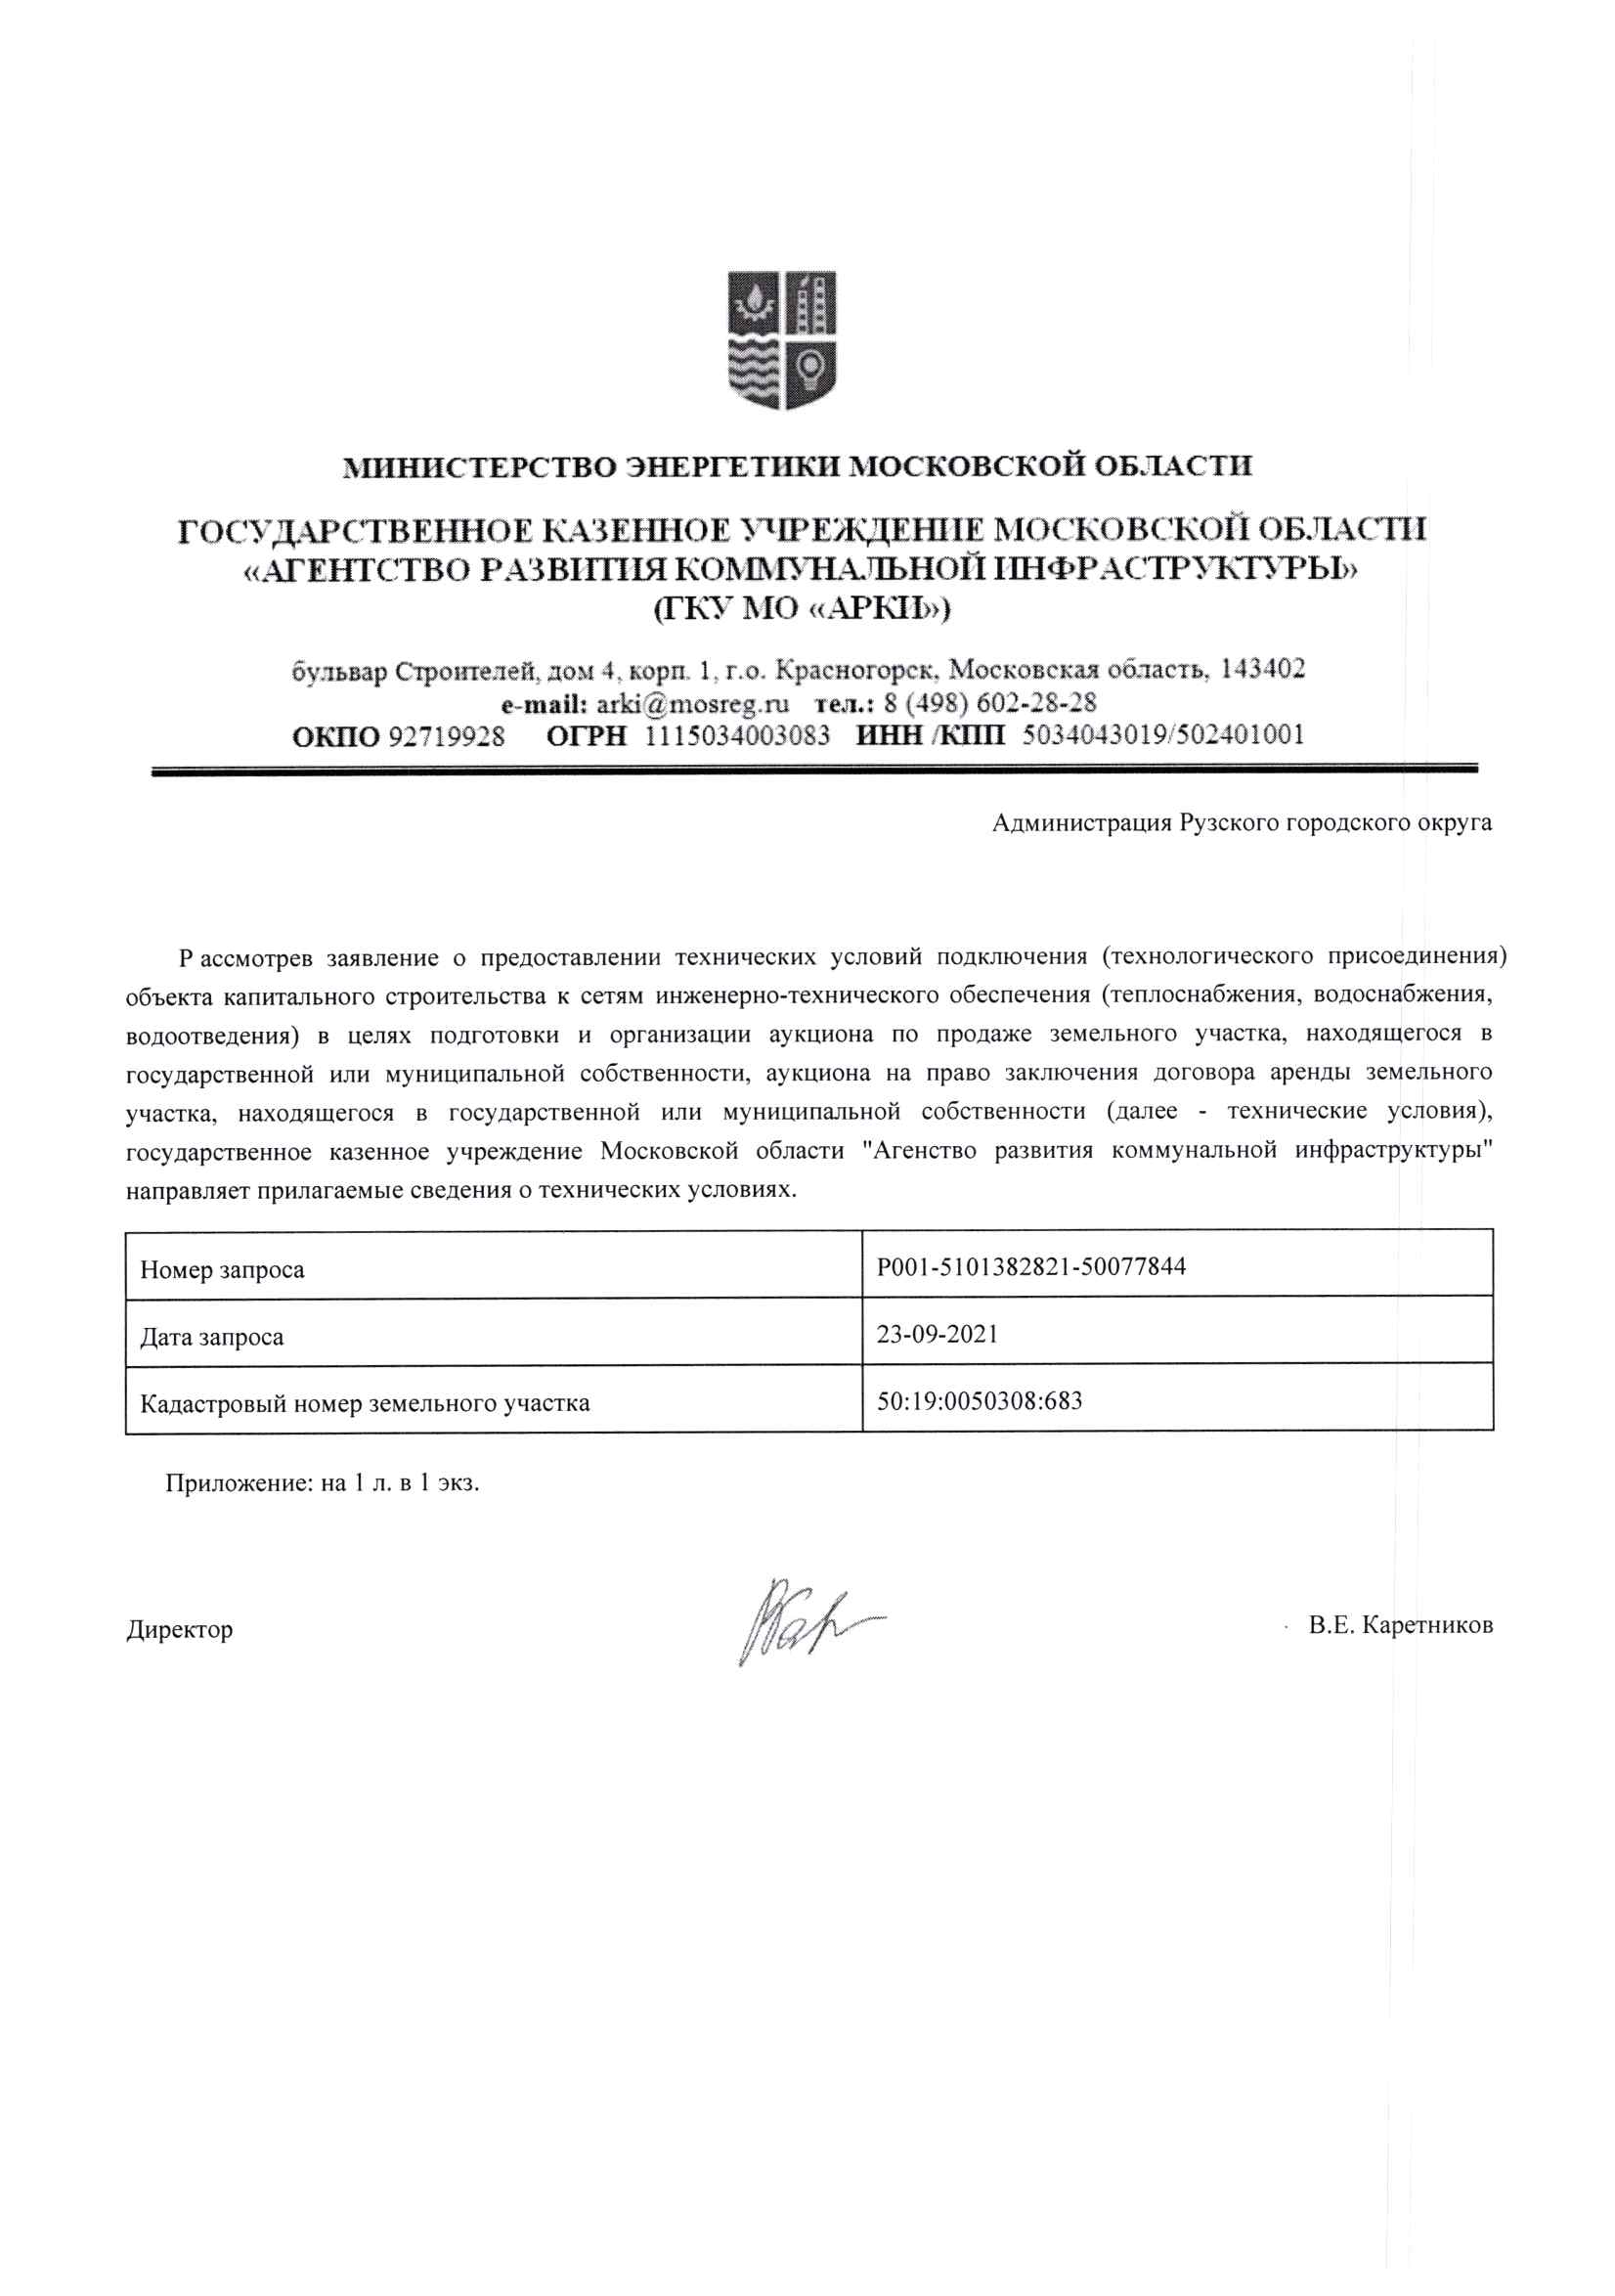 МИНИСТЕРСТВО ЭНЕРГЕТИКИ МОСКОВСКОЙ ОБЛАСТИ
ГОСУДАРСТВЕННОЕ КАЗЕННОЕ УЧРЕЖДЕНИЕ МОСКОВСКОЙ ОБЛАСТИ
«АГЕНТСТВО РАЗВИТИЯ КОММУНАЛЬНОЙ ИНФРАСТРУКТУРЫ»
(ГКУ МО «АРКИ»)
бульвар Строителей, дом 4, корп. 1, г.о. Красногорск, Московская область, 143402
e-mail: arki@mosreg.ru тел.: 8 (498) 602-28-28
ОКПО 92719928 ОГРН 1115034003083 ИНН /КПП 5034043019/502401001
Администрация Рузского городского округа
Р ассмотрев заявление о предоставлении технических условий подключения (технологического присоединения)
объекта капитального строительства к сетям инженерно-технического обеспечения (теплоснабжения, водоснабжения,
водоотведения) в целях подготовки и организации аукциона по продаже земельного участка, находящегося в
государственной или муниципальной собственности, аукциона на право заключения договора аренды земельного
участка, находящегося в государственной или муниципальной собственности (далее - технические условия),
государственное казенное учреждение Московской области "Агенство развития коммунальной инфраструктуры"
направляет прилагаемые сведения о технических условиях.
Номер запроса P001-5101382821-50077844
Дата запроса 23-09-2021
Кадастровый номер земельного участка 50:19:0050308:683
Приложение: на 1 л. в 1 экз.
Директор В.Е. Каретников